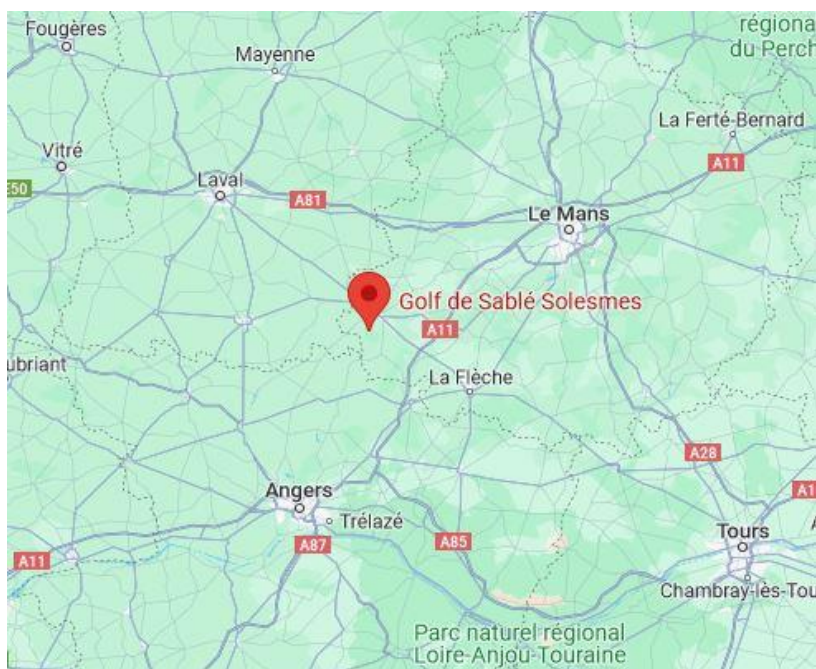 Fougères
régiona
du Perch
Mayenne
La Ferté-Bernard
Vitré
A11
E50
Laval
A81
Le Mans
Golf de Sablé Solesmes
A11
ubriant
La Flèche
A28
Angers
A1
Trélazé
Tours
A11
A87
A85
Chambray-lès-Tou
Parc naturel régional
Loire-Anjou-Touraine